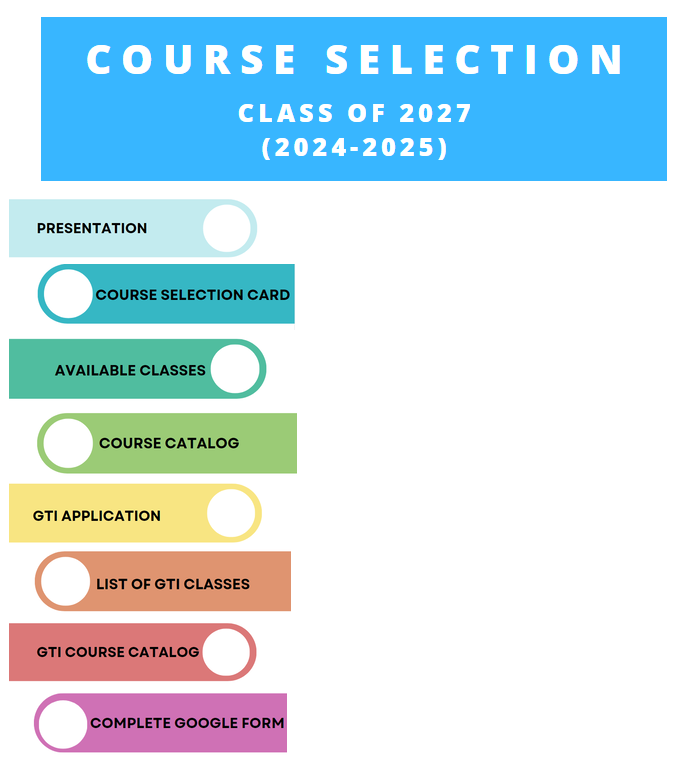 COURSE SELECTION
CLASS OF 2027
(2024-2025)
PRESENTATION
COURSE SELECTION CARD
AVAILABLE CLASSES
COURSE CATALOG
GTI APPLICATION
LIST OF GTI CLASSES
GTI COURSE CATALOG
COMPLETE GOOGLE FORM